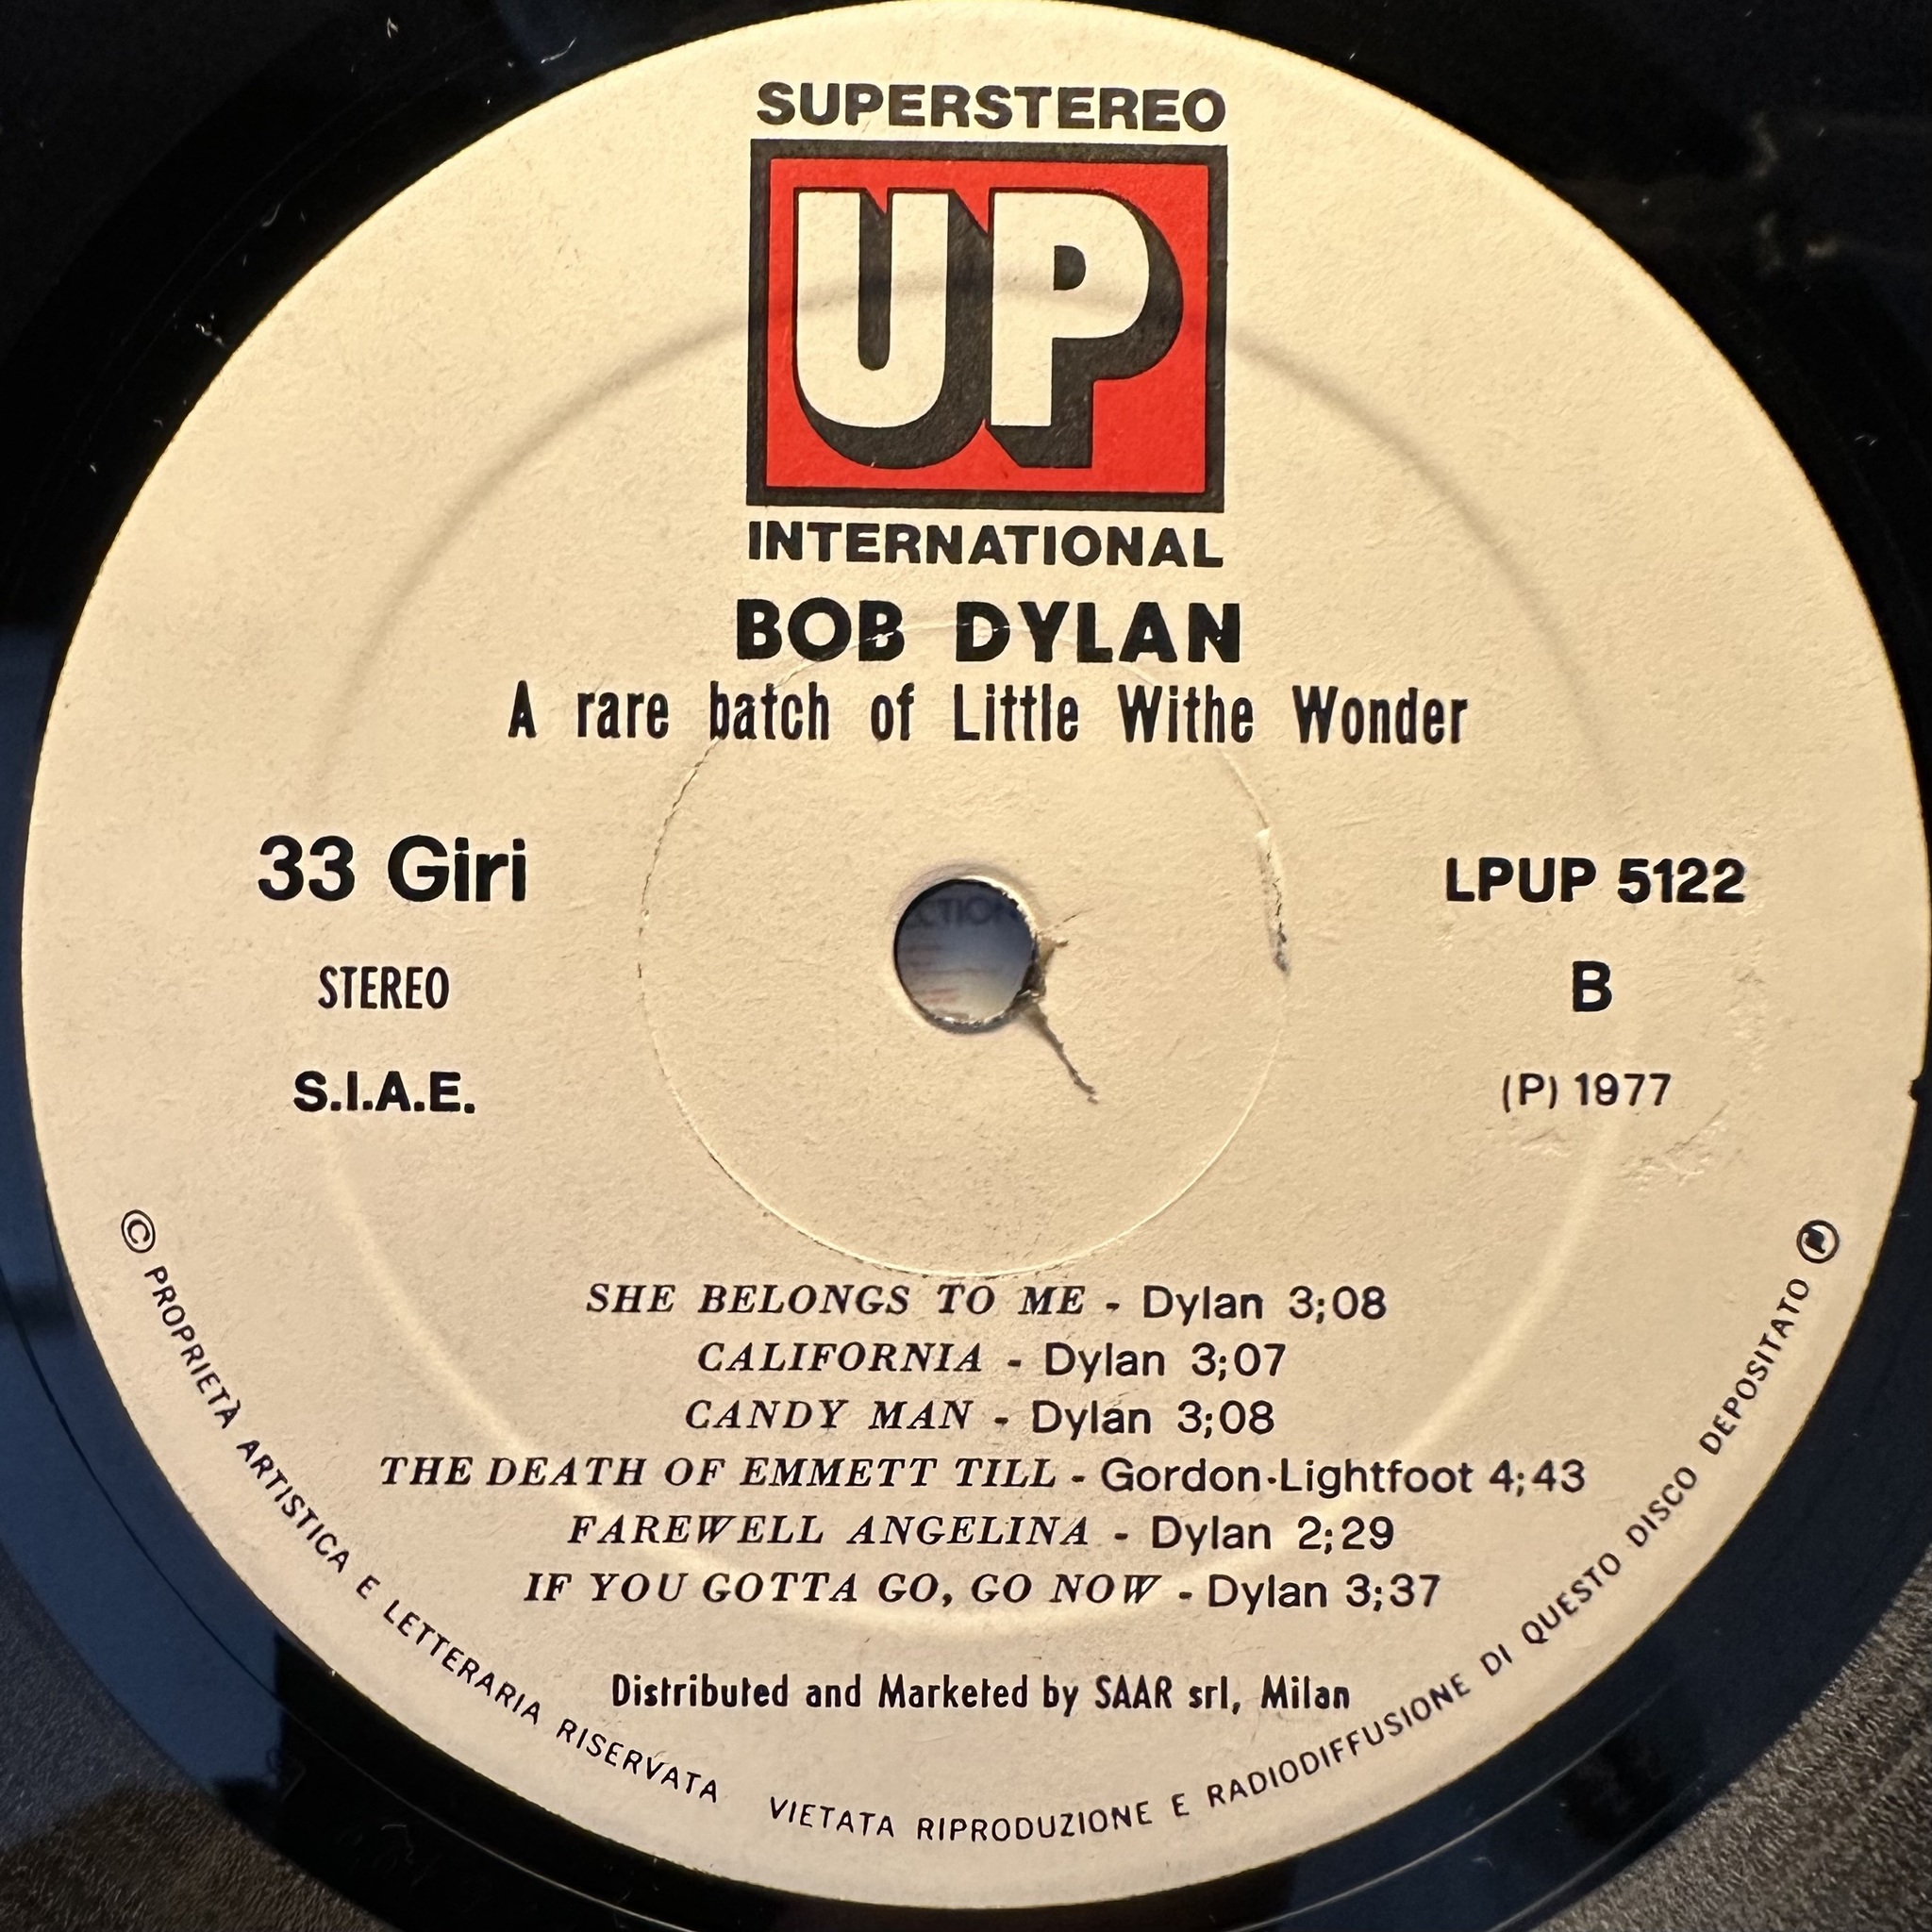 SUPERSTEREO
UP
INTERNATIONAL
BOB DYLAN
A rare batch of Little Withe Wonder
33 Giri
STEREO
S.I.A.E.
LPUP 5122
B
(P) 1977
SHE BELONGS TO ME - Dylan 3;08
CALIFORNIA - Dylan 3;07
CANDY MAN - Dylan 3;08
THE DEATH OF EMMETT TILL - Gordon-Lightfoot 4;43
FAREWELL ANGELINA - Dylan 2;29
IF YOU GOTTA GO, GO NOW - Dylan 3;37
Distributed and Marketed by SAAR srl, Milan
© PROPRIETÀ ARTISTICA E LETTERARIA RISERVATA VIETATA RIPRODUZIONE E RADIODIFFUSIONE DI QUESTO DISCO DEPOSITATO ℗